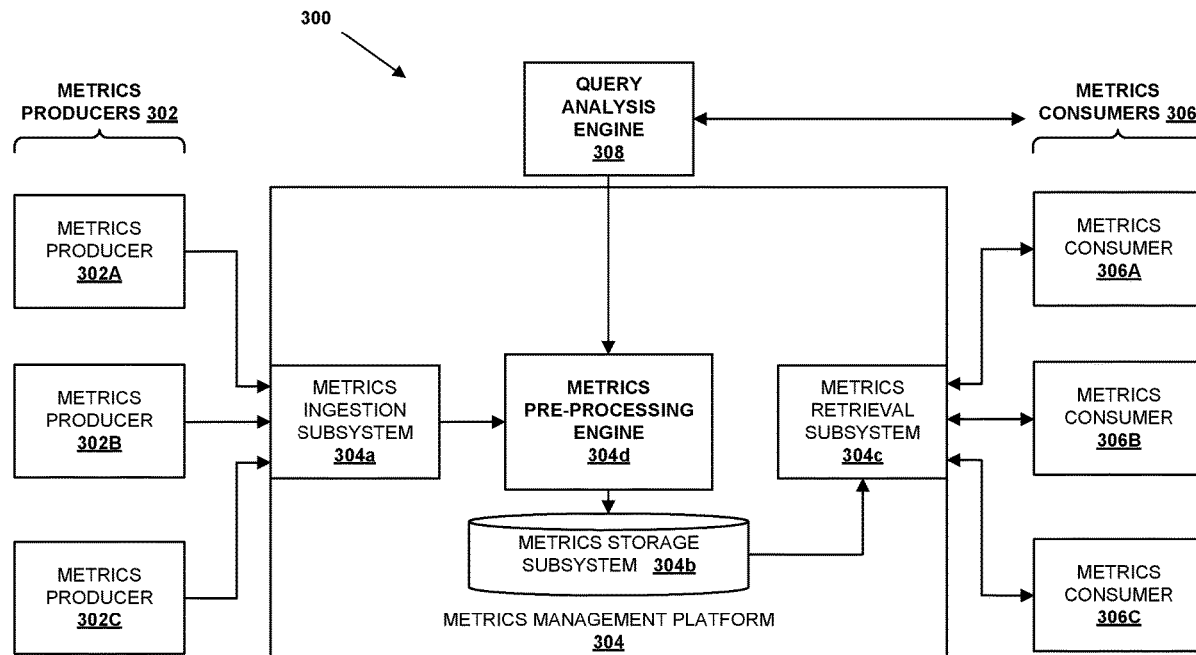 300
METRICS
PRODUCERS 302
QUERY
ANALYSIS
ENGINE
308
METRICS
CONSUMERS 306
METRICS
PRODUCER
302A
METRICS
PRODUCER
302B
METRICS
PRODUCER
302C
METRICS
INGESTION
SUBSYSTEM
304a
METRICS
PRE-PROCESSING
ENGINE
304d
METRICS
RETRIEVAL
SUBSYSTEM
304c
METRICS STORAGE
SUBSYSTEM 304b
METRICS MANAGEMENT PLATFORM
304
METRICS
CONSUMER
306A
METRICS
CONSUMER
306B
METRICS
CONSUMER
306C